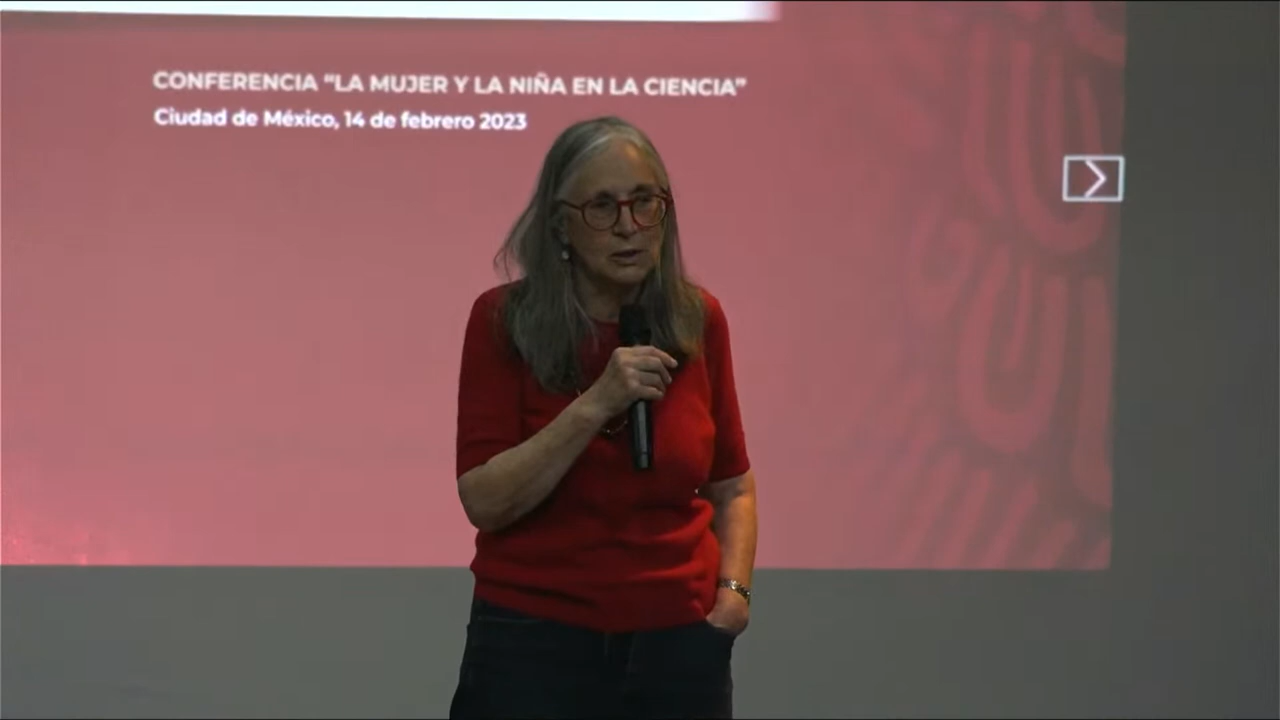 CONFERENCIA “LA MUJER Y LA NIÑA EN LA CIENCIA”
Ciudad de México, 14 de febrero 2023